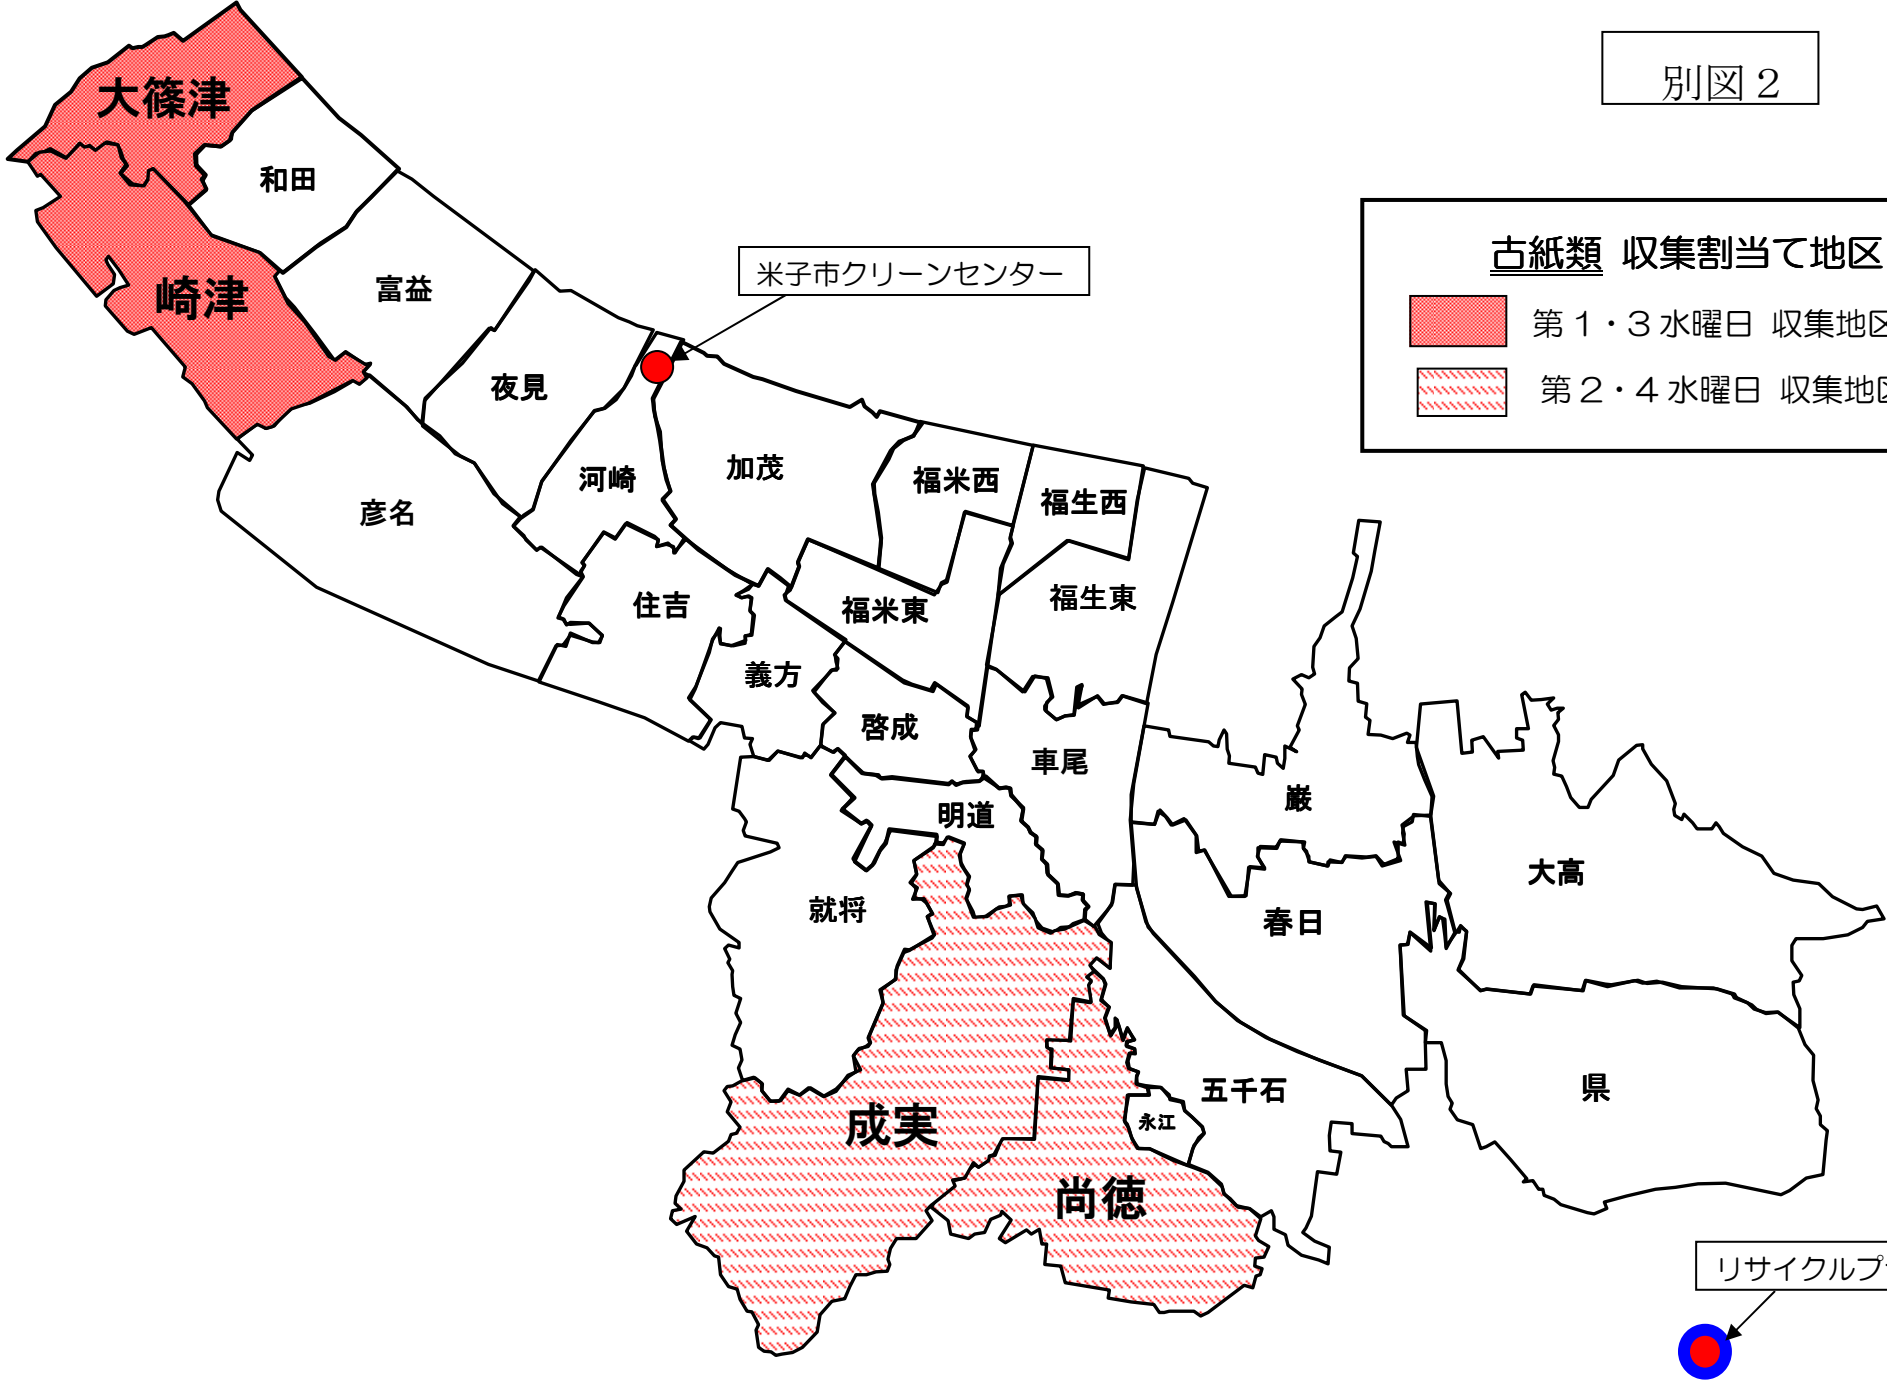 別図２
大篠津
和田
崎津
富益
米子市クリーンセンター
古紙類 収集割当て地区
第１・３水曜日 収集地区
第２・４水曜日 収集地区
夜見
河崎
加茂
福米西
福生西
彦名
住吉
福米東
福生東
義方
啓成
車尾
明道
巌
大高
就将
春日
成実
五千石
永江
県
尚徳
リサイクルプ